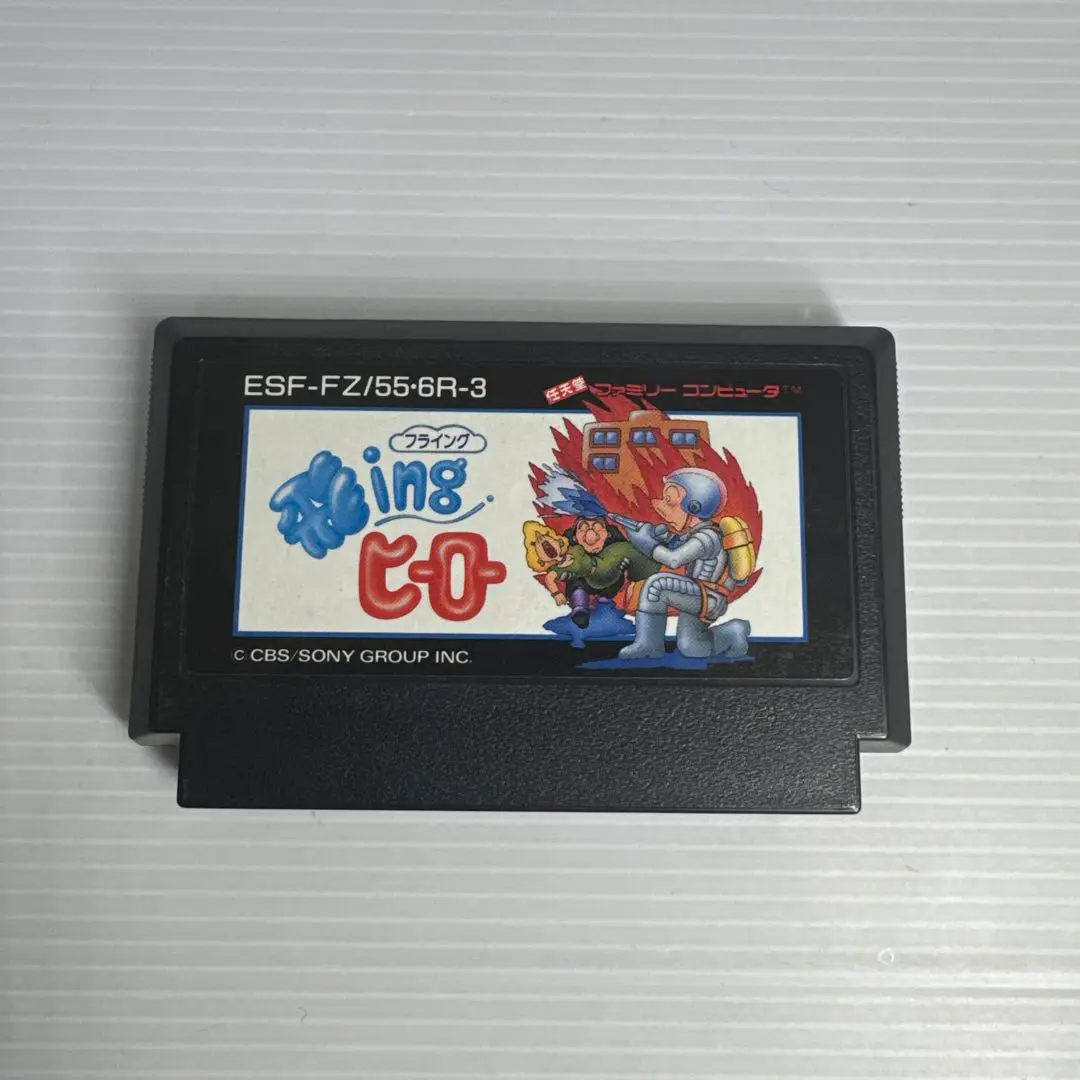 ESF-FZ/55・6R-3
任天堂 ファミリー コンピュータ™
フライング
飛ing
ヒーロー
© CBS/SONY GROUP INC.